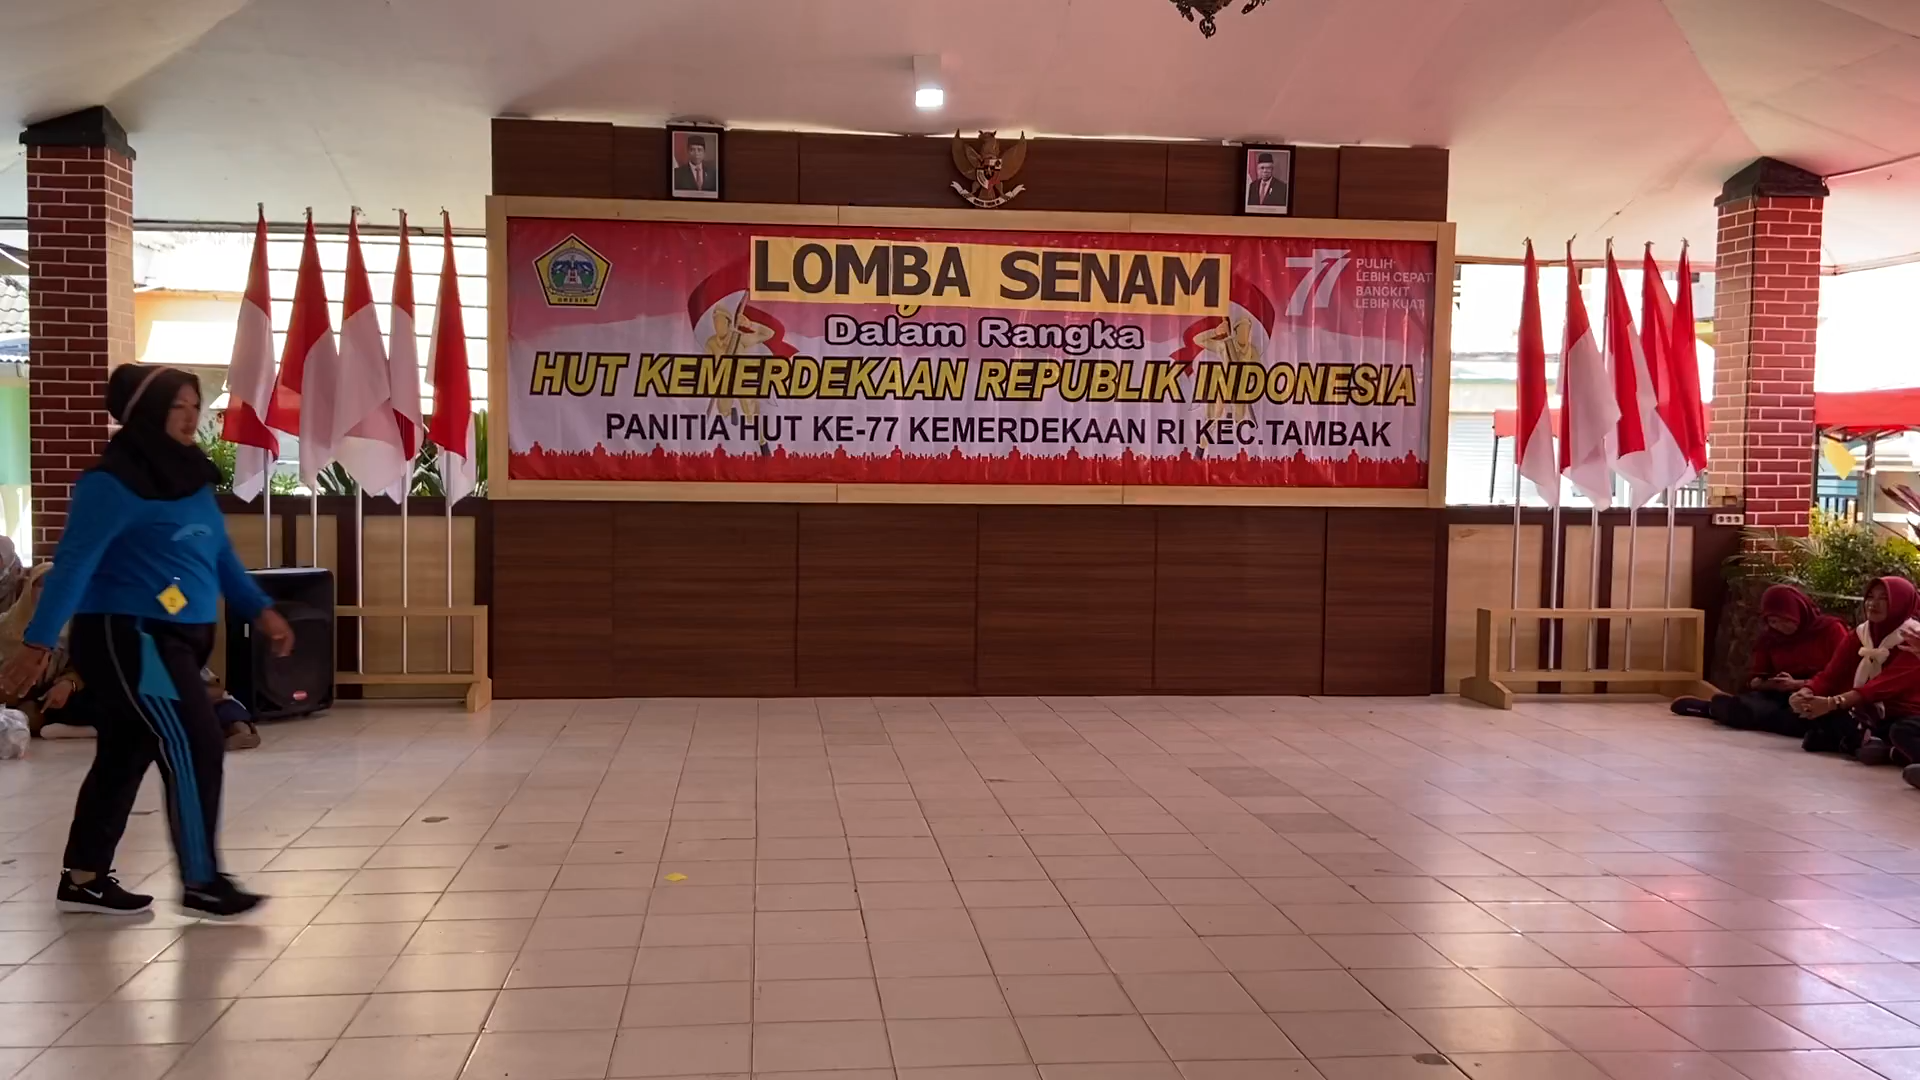 LOMBA SENAM
Dalam Rangka
HUT KEMERDEKAAN REPUBLIK INDONESIA
PANITIA HUT KE-77 KEMERDEKAAN RI KEC.TAMBAK
GRESIK
77
PULIH
LEBIH CEPAT
BANGKIT
LEBIH KUAT